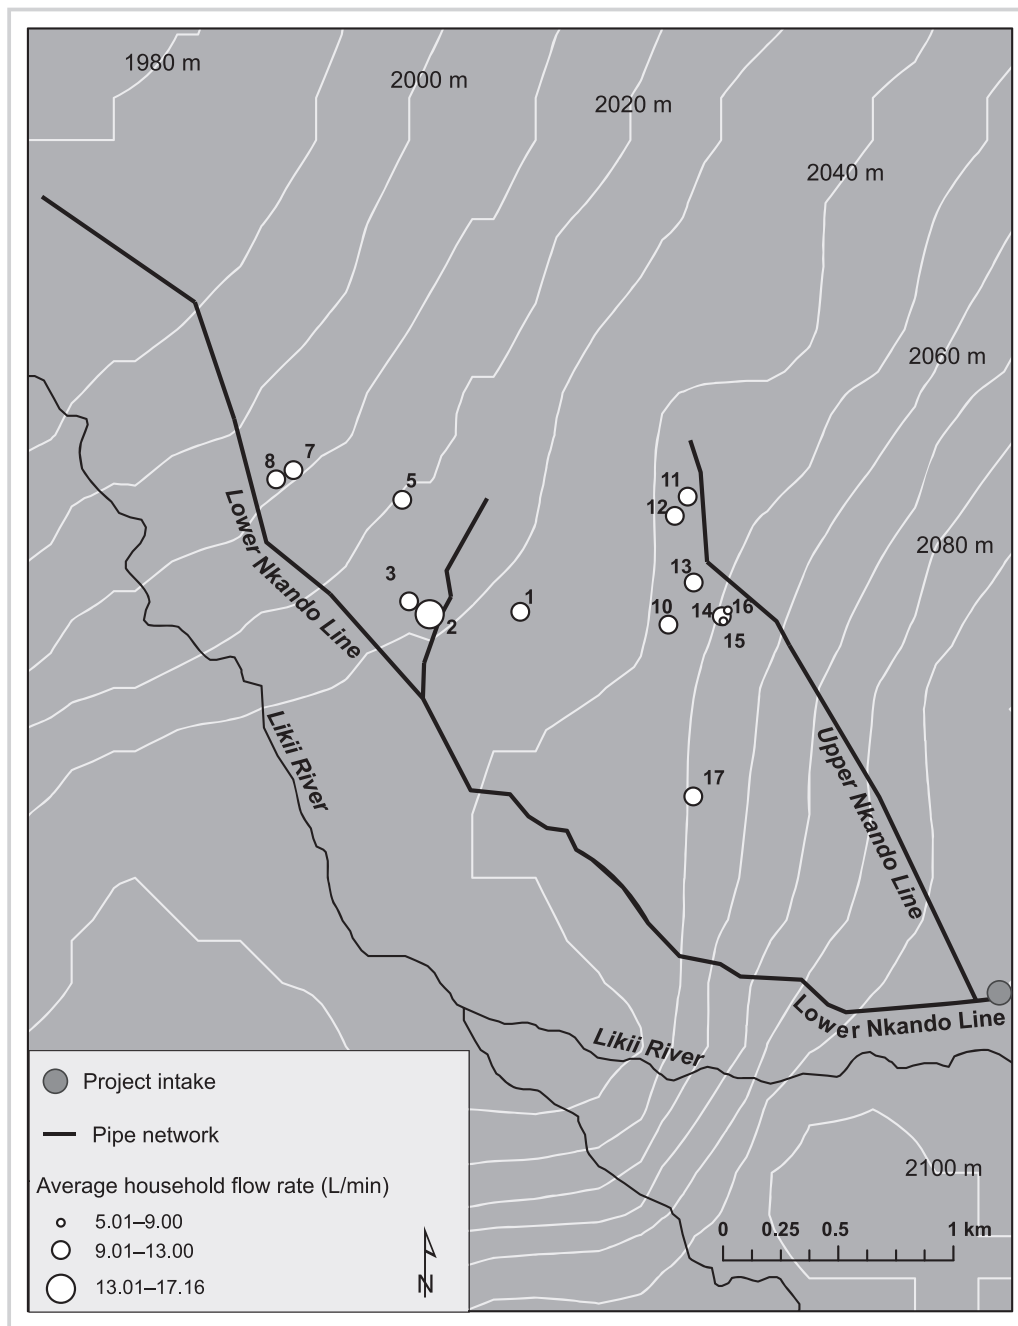 1980 m
2000 m
2020 m
2040 m
2060 m
2080 m
7
8
5
11
12
3
13
1
10
14
16
2
15
Lower Nkando Line
Likii River
17
Upper Nkando Line
Lower Nkando Line
Likii River
2100 m
0 0.25 0.5 1 km
Project intake
Pipe network
Average household flow rate (L/min)
5.01–9.00
9.01–13.00
13.01–17.16
N